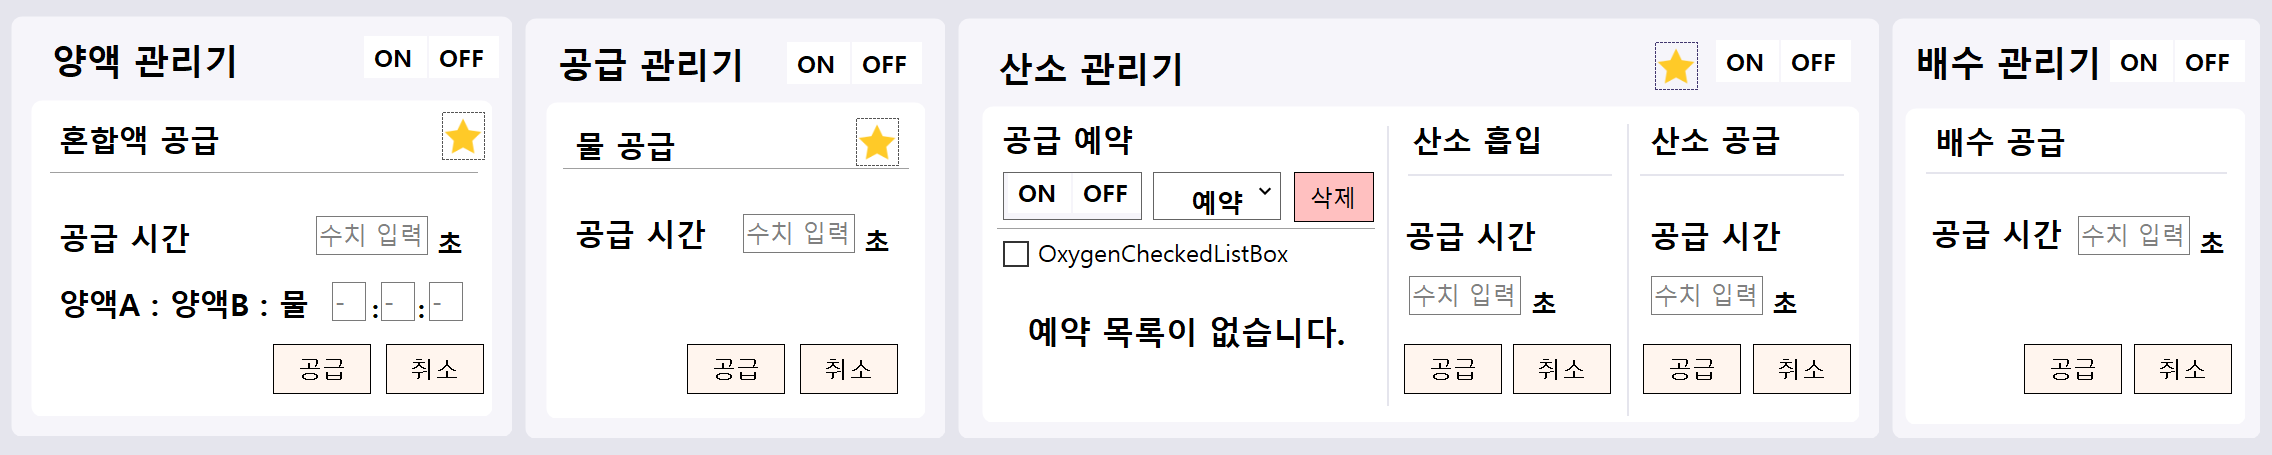 양액 관리기 ON OFF
혼합액 공급
공급 시간 수치 입력 초
양액A : 양액B : 물 - : - : -
공급 취소
공급 관리기 ON OFF
물 공급
공급 시간 수치 입력 초
공급 취소
산소 관리기 ON OFF
공급 예약
ON OFF 예약 삭제
OxygenCheckedListBox
예약 목록이 없습니다.
산소 흡입
공급 시간
수치 입력 초
공급 취소
산소 공급
공급 시간
수치 입력 초
공급 취소
배수 관리기 ON OFF
배수 공급
공급 시간 수치 입력 초
공급 취소